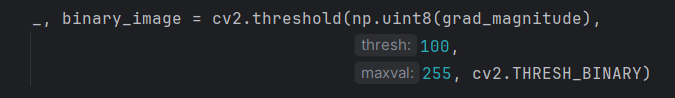 _, binary_image = cv2.threshold(np.uint8(grad_magnitude),
thresh: 100,
maxval: 255, cv2.THRESH_BINARY)